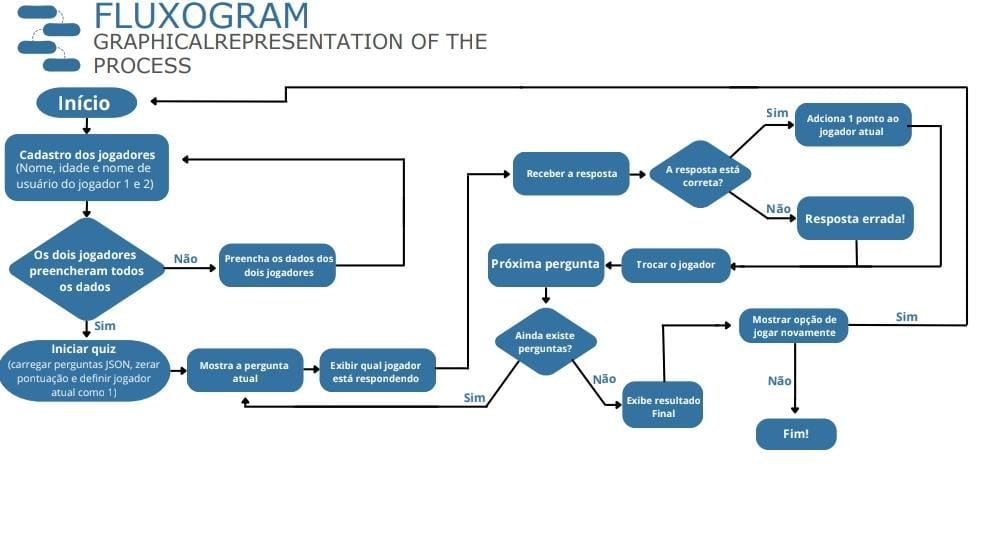 FLUXOGRAM
GRAPHICALREPRESENTATION OF THE
PROCESS
Início
Cadastro dos jogadores
(Nome, idade e nome de
usuário do jogador 1 e 2)
Os dois jogadores
preencheram todos
os dados
Não
Preencha os dados dos
dois jogadores
Sim
Iniciar quiz
(carregar perguntas JSON, zerar
pontuação e definir jogador
atual como 1)
Mostra a pergunta
atual
Exibir qual jogador
está respondendo
Receber a resposta
A resposta está
correta?
Sim
Adciona 1 ponto ao
jogador atual
Não
Resposta errada!
Trocar o jogador
Próxima pergunta
Ainda existe
perguntas?
Sim
Não
Exibe resultado
Final
Mostrar opção de
jogar novamente
Sim
Não
Fim!